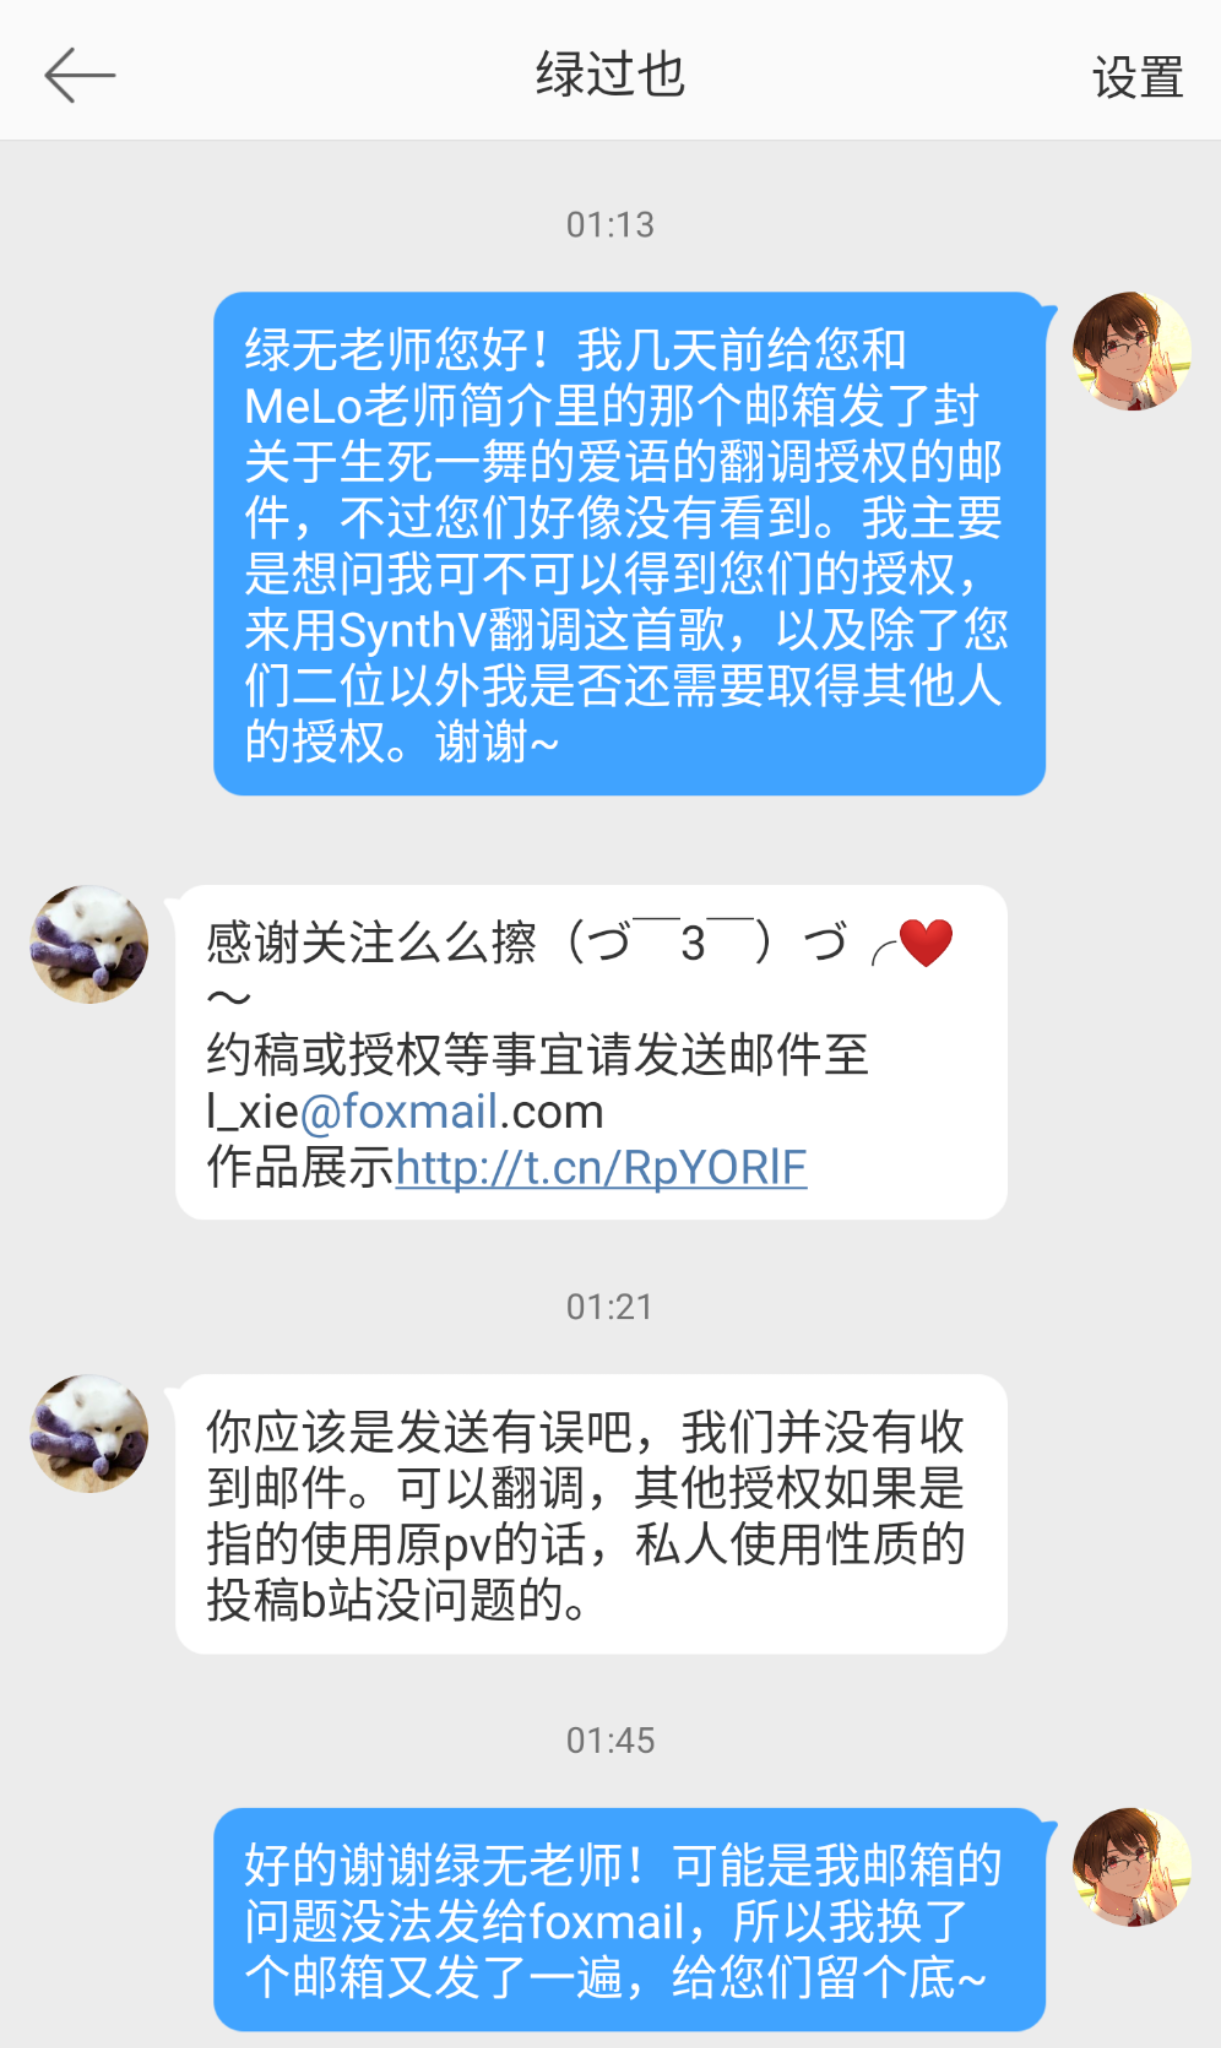 绿过也
设置
01:13
绿无老师您好！我几天前给您和
MeLo老师简介里的那个邮箱发了封
关于生死一舞的爱语的翻调授权的邮
件，不过您们好像没有看到。我主要
是想问我可不可以得到您们的授权，
来用SynthV翻调这首歌，以及除了您
们二位以外我是否还需要取得其他人
的授权。谢谢~
感谢关注么么擦（づ￣3￣）づ╭❤
～
约稿或授权等事宜请发送邮件至
l_xie@foxmail.com
作品展示http://t.cn/RpYORlF
01:21
你应该是发送有误吧，我们并没有收
到邮件。可以翻调，其他授权如果是
指的使用原pv的话，私人使用性质的
投稿b站没问题的。
01:45
好的谢谢绿无老师！可能是我邮箱的
问题没法发给foxmail，所以我换了
个邮箱又发了一遍，给您们留个底~